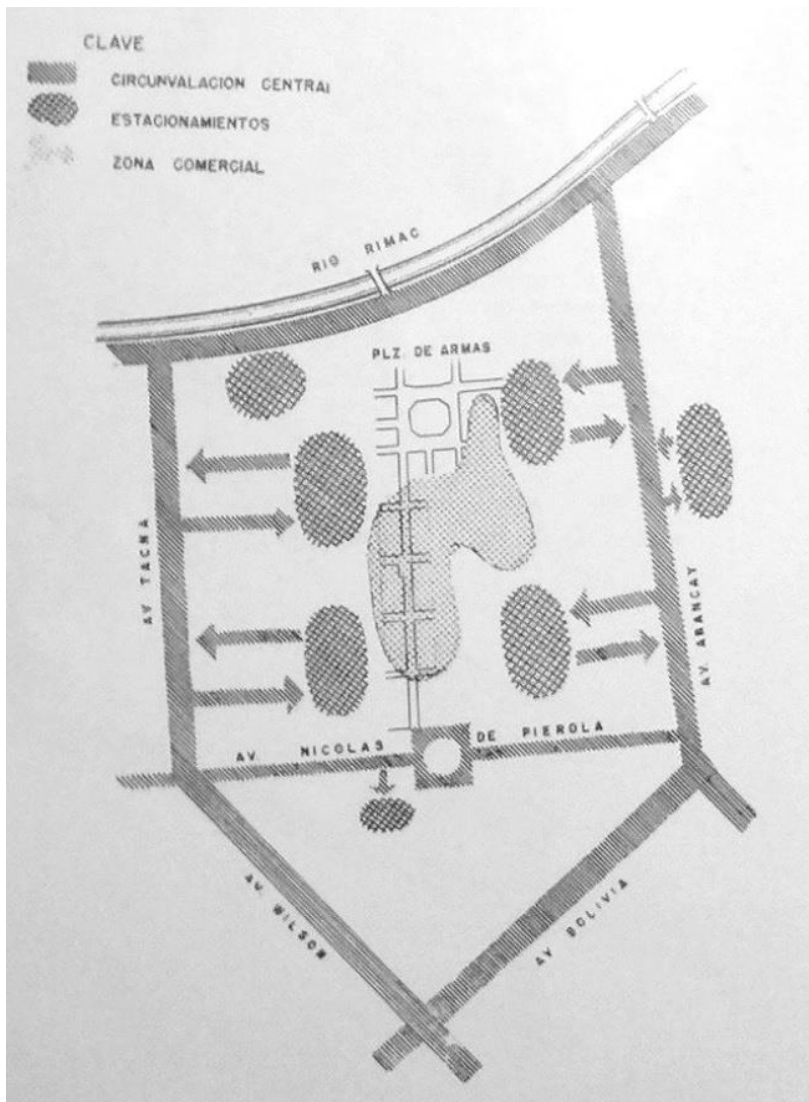 CLAVE
CIRCUNVALACION CENTRAL
ESTACIONAMIENTOS
ZONA COMERCIAL
RIO RIMAC
PLZ. DE ARMAS
AV. TACNA
AV. ABANCAY
AV. NICOLAS DE PIEROLA
AV. WILSON
AV. BOLIVIA